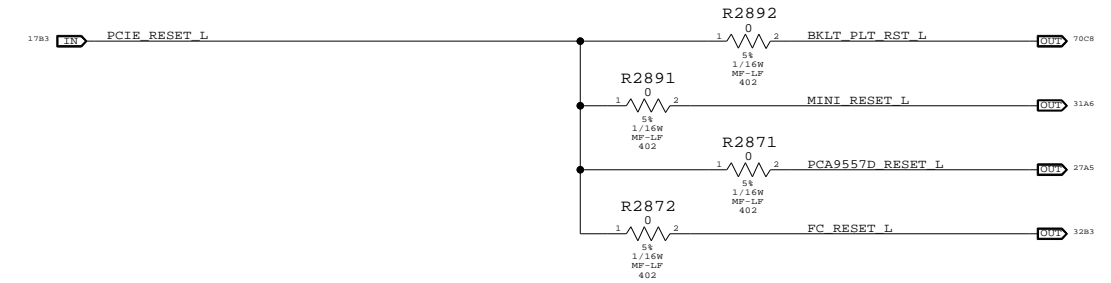 R2892
17B3 IN PCIE_RESET_L 1 0 2 BKLT_PLT_RST_L OUT 70C8
5%
1/16W
MF-LF
402
R2891
1 0 2 MINI_RESET_L OUT 31A6
5%
1/16W
MF-LF
402
R2871
1 0 2 PCA9557D_RESET_L OUT 27A5
5%
1/16W
MF-LF
402
R2872
1 0 2 FC_RESET_L OUT 32B3
5%
1/16W
MF-LF
402